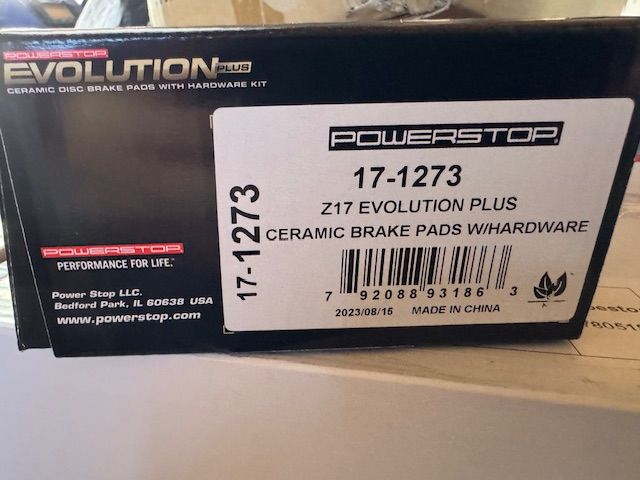 POWERSTOP
EVOLUTION PLUS
CERAMIC DISC BRAKE PADS WITH HARDWARE KIT
POWERSTOP
PERFORMANCE FOR LIFE.™
Power Stop LLC.
Bedford Park, IL 60638 USA
www.powerstop.com
17-1273
POWERSTOP®
17-1273
Z17 EVOLUTION PLUS
CERAMIC BRAKE PADS W/HARDWARE
7 92088 93186 3
2023/08/15 MADE IN CHINA